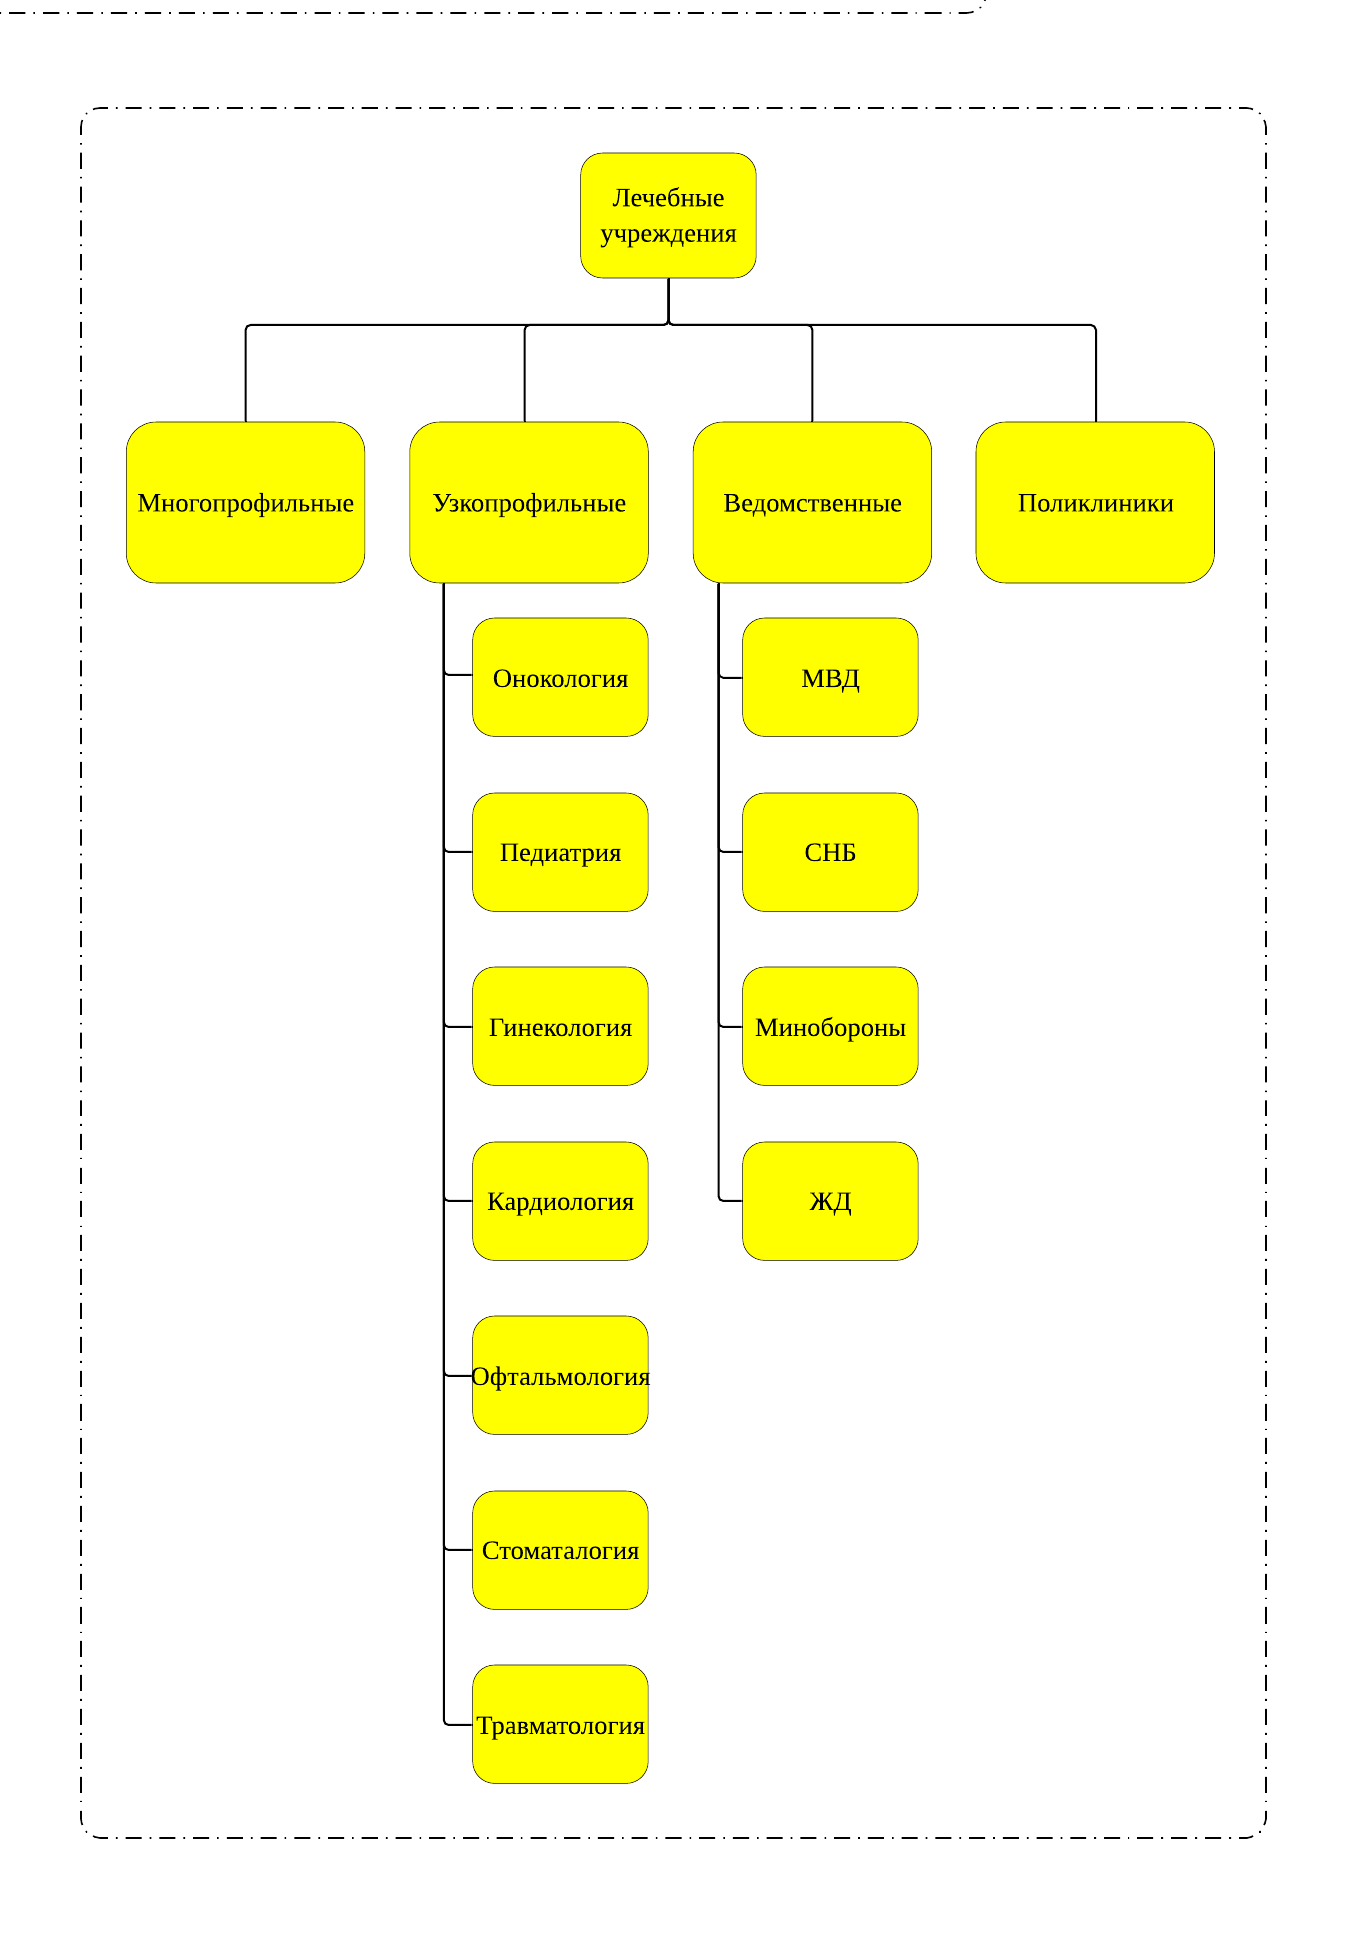 Лечебные
учреждения
Многопрофильные
Узкопрофильные
Ведомственные
Поликлиники
Онокология
Педиатрия
Гинекология
Кардиология
Офтальмология
Стоматалогия
Травматология
МВД
СНБ
Минобороны
ЖД